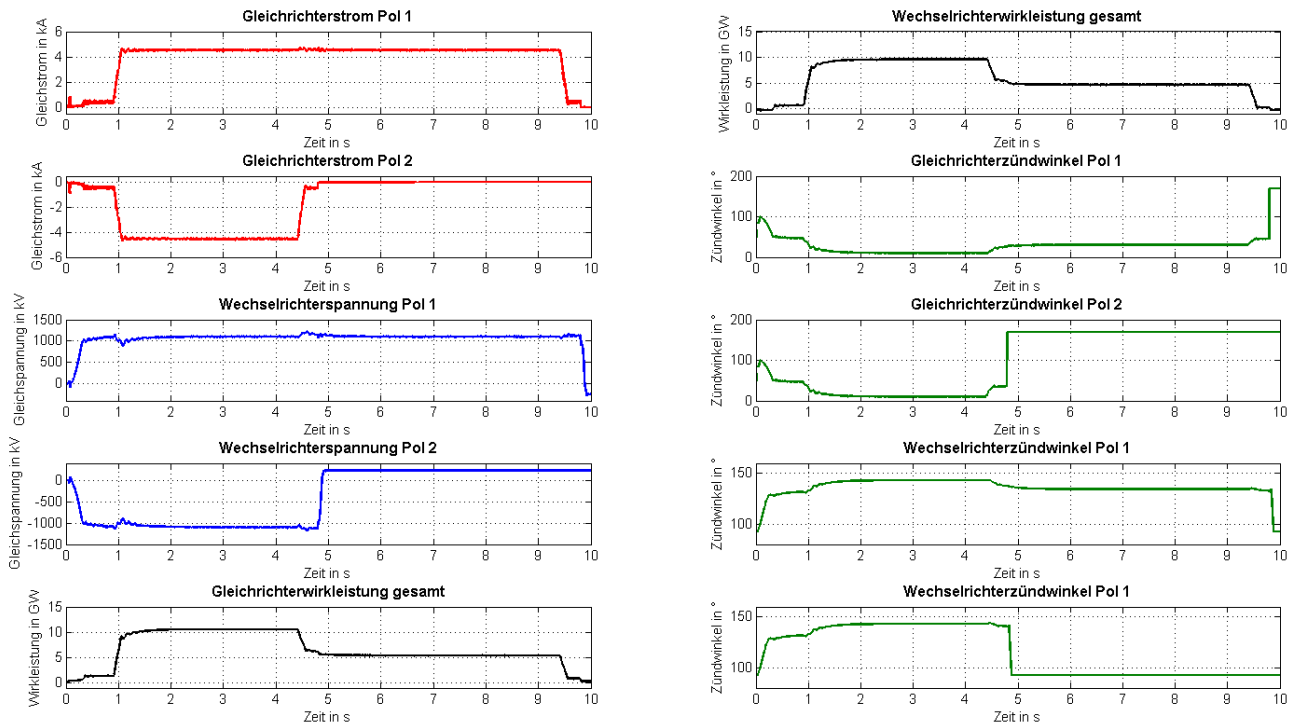 Gleichrichterstrom Pol 1
Gleichstrom in kA
6
4
2
0
0 1 2 3 4 5 6 7 8 9 10
Zeit in s
Gleichrichterstrom Pol 2
Gleichstrom in kA
0
-2
-4
-6
0 1 2 3 4 5 6 7 8 9 10
Zeit in s
Wechselrichterspannung Pol 1
Gleichspannung in kV
1500
1000
500
0
0 1 2 3 4 5 6 7 8 9 10
Zeit in s
Wechselrichterspannung Pol 2
Gleichspannung in kV
0
-500
-1000
-1500
0 1 2 3 4 5 6 7 8 9 10
Zeit in s
Gleichrichterwirkleistung gesamt
Wirkleistung in GW
15
10
5
0
0 1 2 3 4 5 6 7 8 9 10
Zeit in s
Wechselrichterwirkleistung gesamt
Wirkleistung in GW
15
10
5
0
0 1 2 3 4 5 6 7 8 9 10
Zeit in s
Gleichrichterzündwinkel Pol 1
Zündwinkel in °
200
100
0
0 1 2 3 4 5 6 7 8 9 10
Zeit in s
Gleichrichterzündwinkel Pol 2
Zündwinkel in °
200
100
0
0 1 2 3 4 5 6 7 8 9 10
Zeit in s
Wechselrichterzündwinkel Pol 1
Zündwinkel in °
150
100
0 1 2 3 4 5 6 7 8 9 10
Zeit in s
Wechselrichterzündwinkel Pol 1
Zündwinkel in °
150
100
0 1 2 3 4 5 6 7 8 9 10
Zeit in s